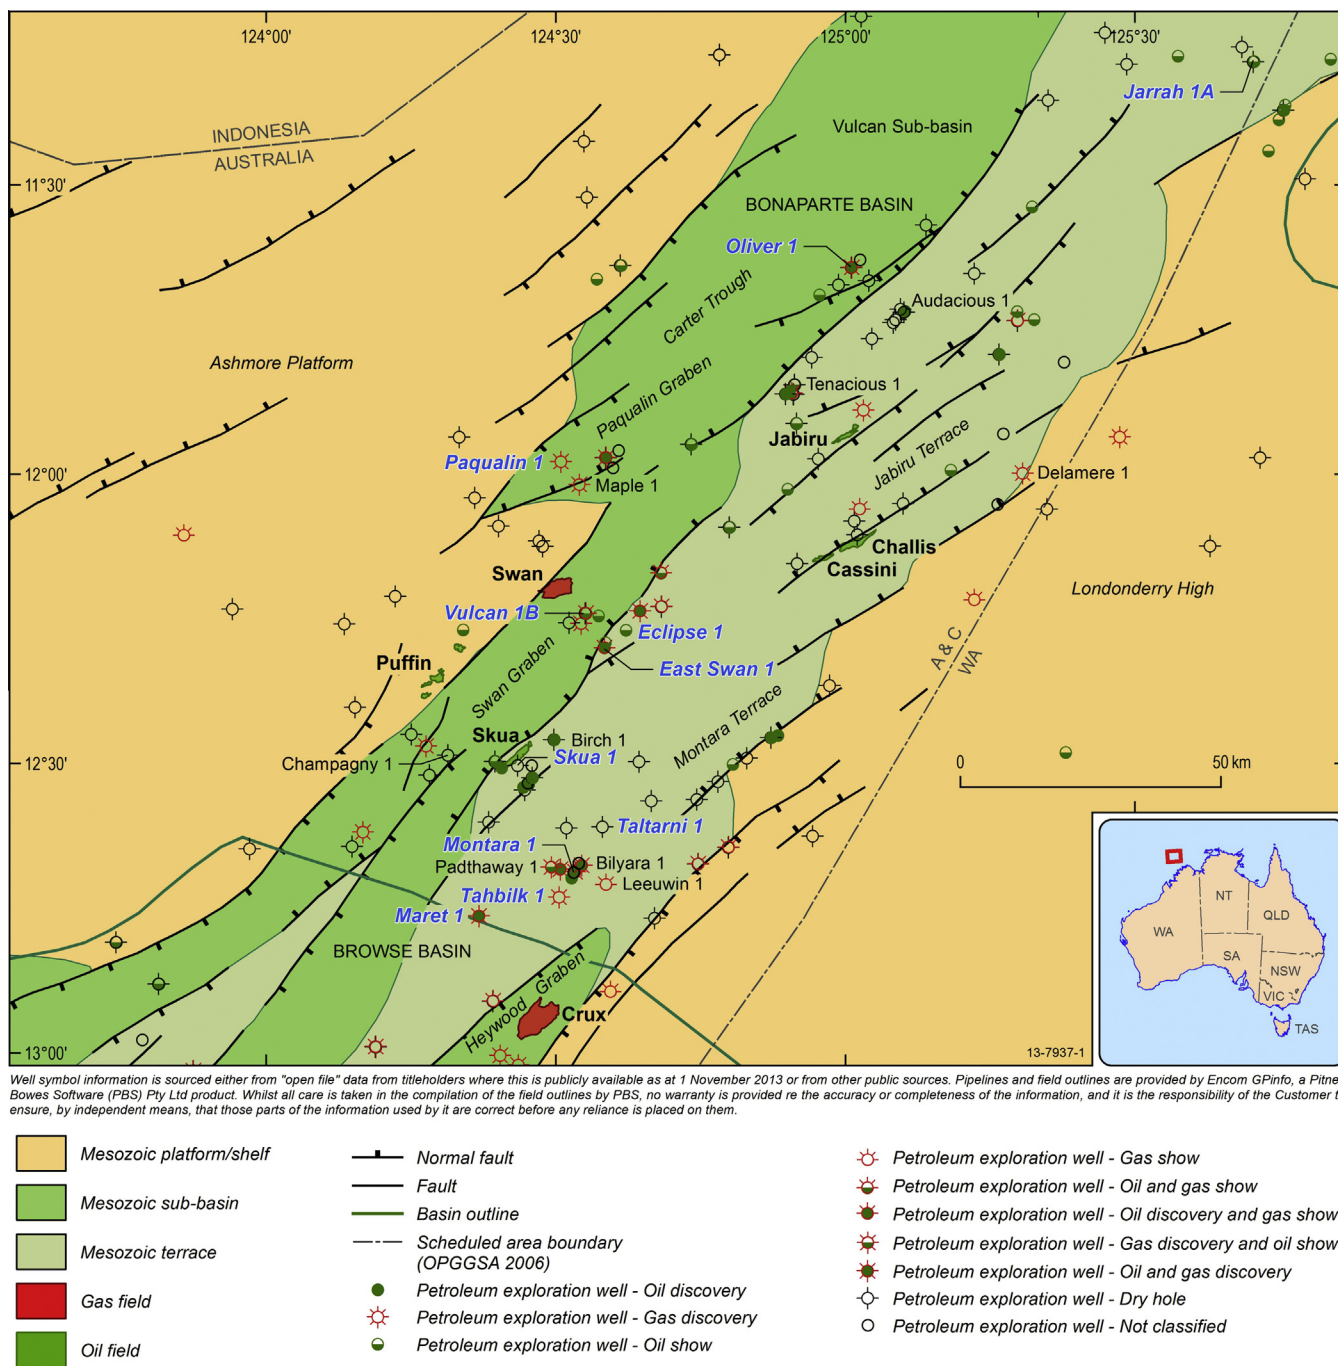 124°00'
124°30'
125°00'
125°30'
Jarrah 1A
INDONESIA
AUSTRALIA
Vulcan Sub-basin
11°30'
BONAPARTE BASIN
Oliver 1
Carter Trough
Audacious 1
Ashmore Platform
Paqualin Graben
Tenacious 1
Jabiru
Jabiru Terrace
Paqualin 1
12°00'
Maple 1
Delamere 1
Swan
Challis
Cassini
Londonderry High
Vulcan 1B
Eclipse 1
A & C
WA
East Swan 1
Puffin
Swan Graben
Montara Terrace
Skua
Birch 1
Skua 1
12°30'
Champagny 1
0
50 km
Taltarni 1
Montara 1
Padthaway 1
Bilyara 1
Leeuwin 1
Tahbilk 1
Maret 1
BROWSE BASIN
Heywood Graben
Crux
13°00'
13-7937-1
WA
NT
QLD
SA
NSW
VIC
TAS
Well symbol information is sourced either from "open file" data from titleholders where this is publicly available as at 1 November 2013 or from other public sources. Pipelines and field outlines are provided by Encom GPinfo, a Pitne
Bowes Software (PBS) Pty Ltd product. Whilst all care is taken in the compilation of the field outlines by PBS, no warranty is provided re the accuracy or completeness of the information, and it is the responsibility of the Customer t
ensure, by independent means, that those parts of the information used by it are correct before any reliance is placed on them.
Mesozoic platform/shelf
Mesozoic sub-basin
Mesozoic terrace
Gas field
Oil field
Normal fault
Fault
Basin outline
Scheduled area boundary
(OPGGSA 2006)
Petroleum exploration well - Oil discovery
Petroleum exploration well - Gas discovery
Petroleum exploration well - Oil show
Petroleum exploration well - Gas show
Petroleum exploration well - Oil and gas show
Petroleum exploration well - Oil discovery and gas show
Petroleum exploration well - Gas discovery and oil show
Petroleum exploration well - Oil and gas discovery
Petroleum exploration well - Dry hole
Petroleum exploration well - Not classified